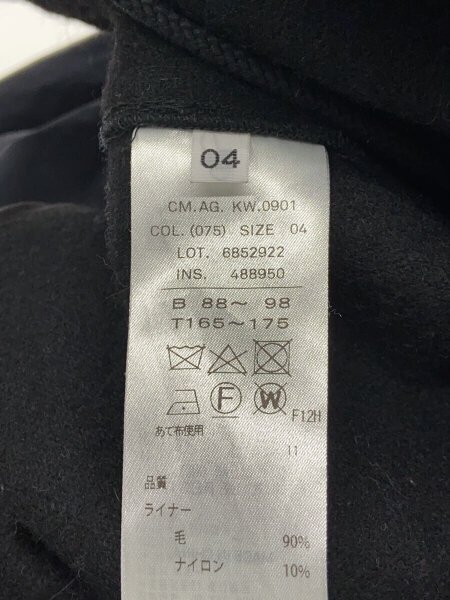 04
CM.AG. KW.0901
COL. (075) SIZE 04
LOT. 6852922
INS. 488950
B 88～ 98
T165～175
F W F12H
あて布使用
11
品質
ライナー
毛 90%
ナイロン 10%